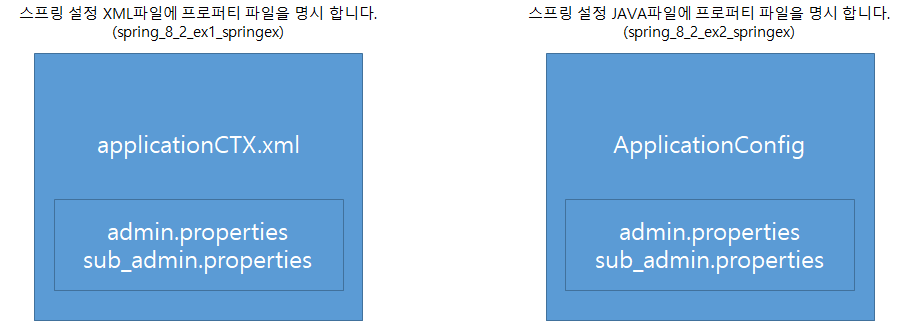 스프링 설정 XML파일에 프로퍼티 파일을 명시 합니다.
(spring_8_2_ex1_springex)
applicationCTX.xml
admin.properties
sub_admin.properties
스프링 설정 JAVA파일에 프로퍼티 파일을 명시 합니다.
(spring_8_2_ex2_springex)
ApplicationConfig
admin.properties
sub_admin.properties